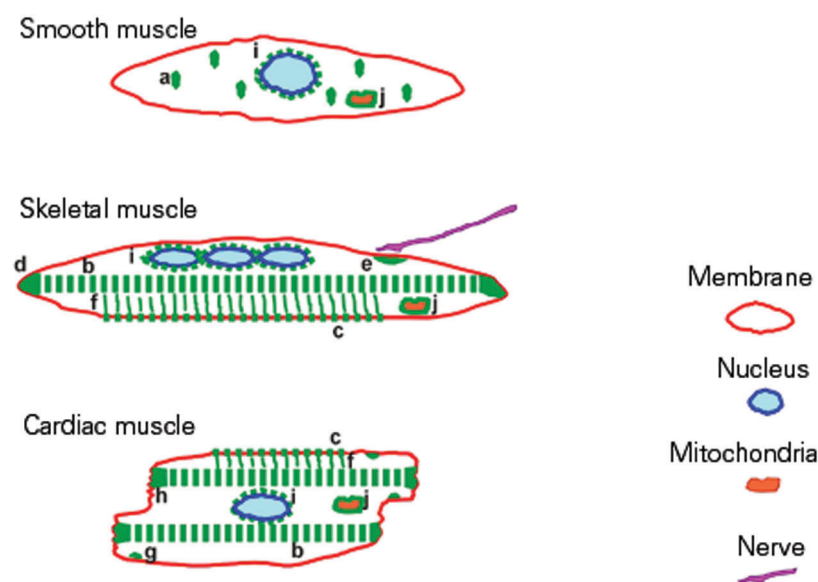 Smooth muscle
i
a
j
Skeletal muscle
d
b
i
e
f
j
c
Membrane
Nucleus
Cardiac muscle
c
f
Mitochondria
h
i
j
g
b
Nerve